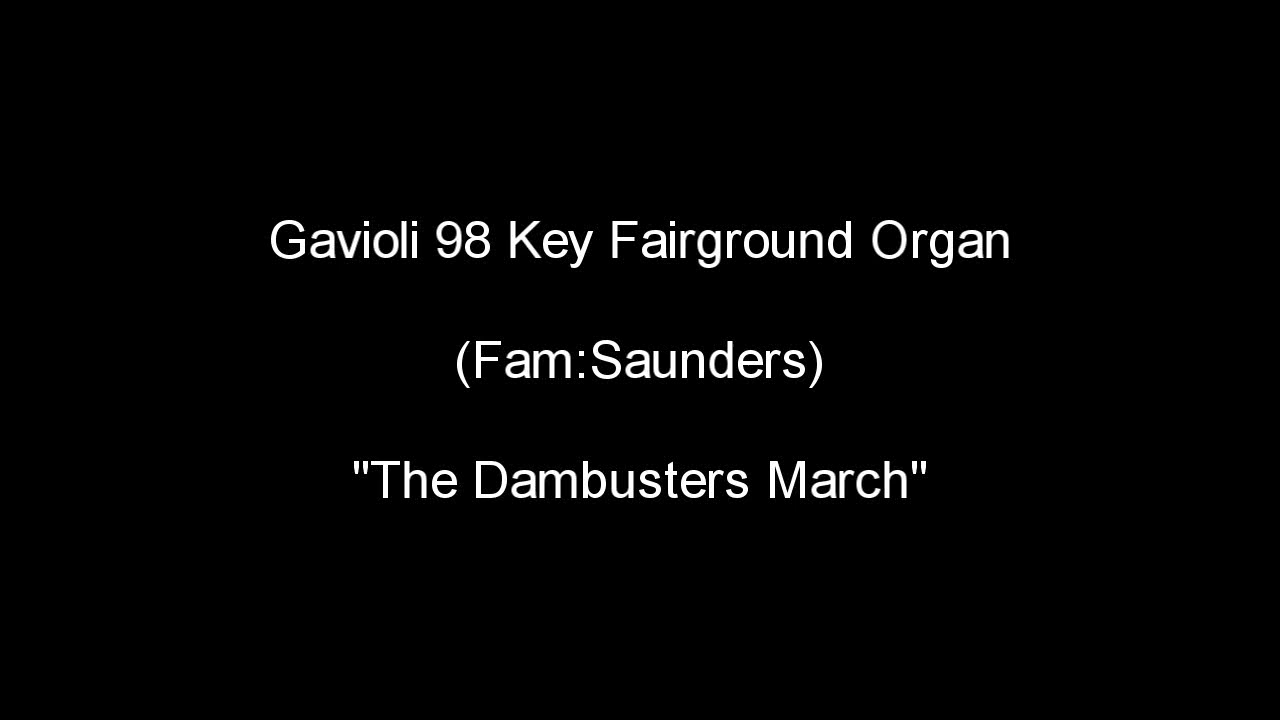 Gavioli 98 Key Fairground Organ
(Fam:Saunders)
"The Dambusters March"